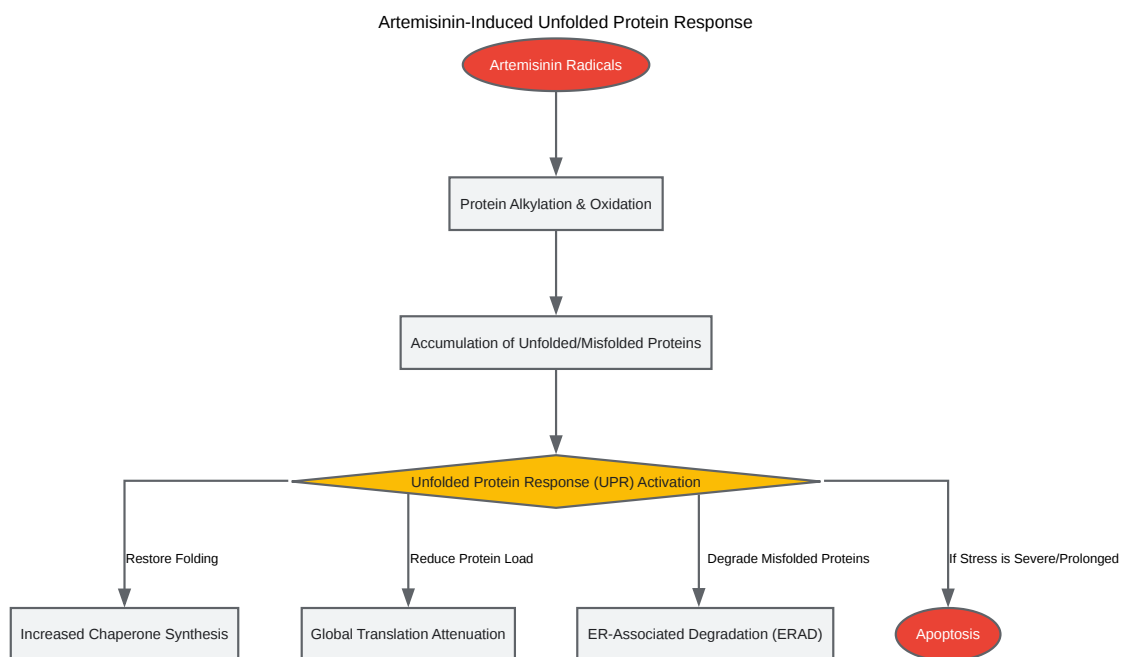 Artemisinin-Induced Unfolded Protein Response
Artemisinin Radicals
Protein Alkylation & Oxidation
Accumulation of Unfolded/Misfolded Proteins
Unfolded Protein Response (UPR) Activation
Restore Folding
Reduce Protein Load
Degrade Misfolded Proteins
If Stress is Severe/Prolonged
Increased Chaperone Synthesis
Global Translation Attenuation
ER-Associated Degradation (ERAD)
Apoptosis